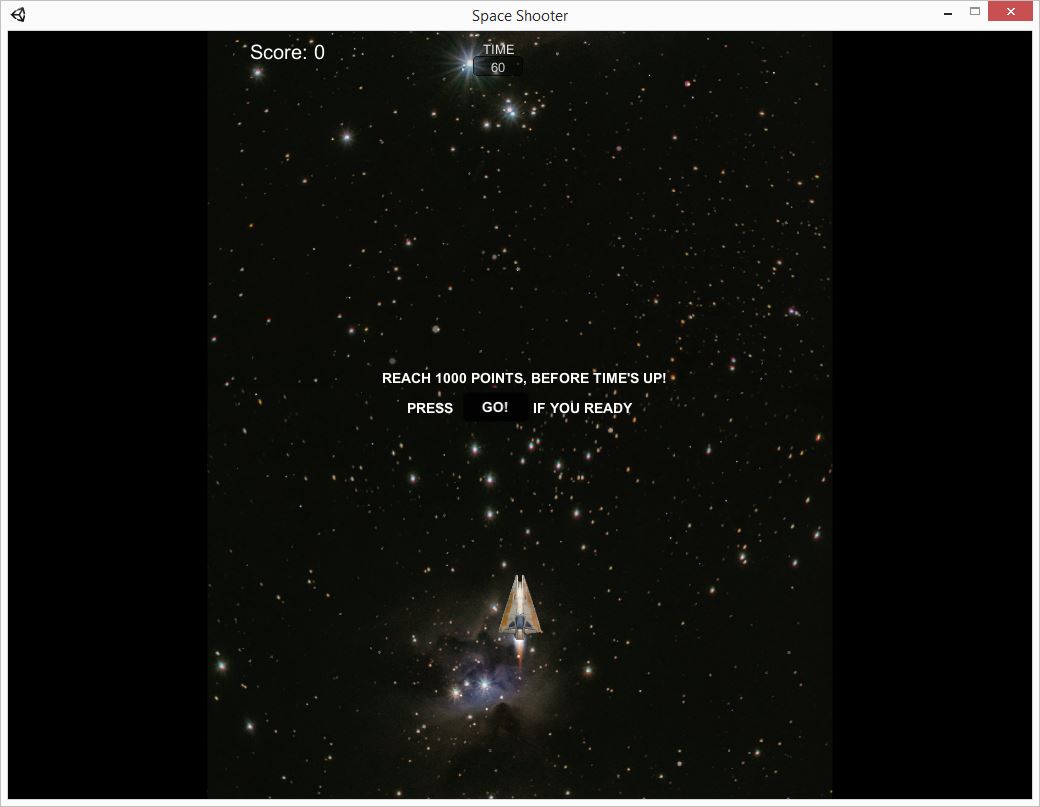 Space Shooter
Score: 0
TIME
60
REACH 1000 POINTS, BEFORE TIME'S UP!
PRESS GO! IF YOU READY